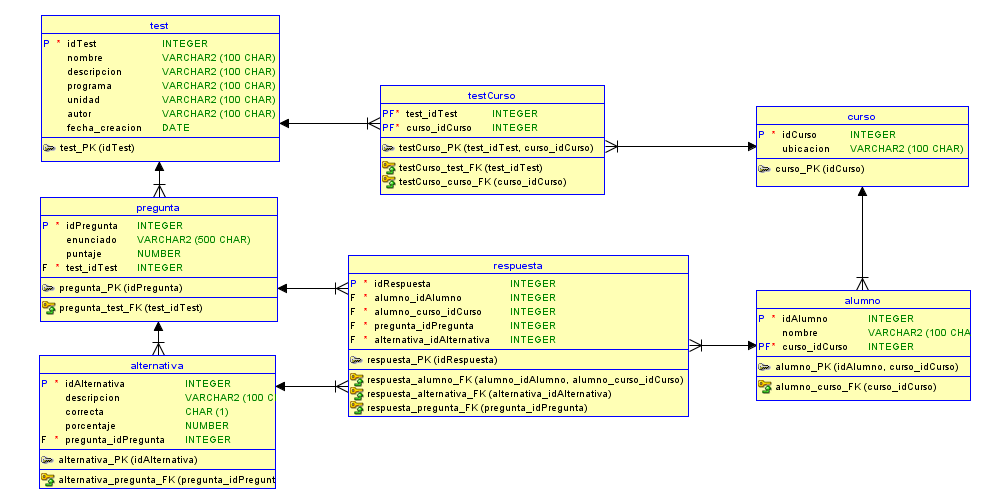 test
P * idTest INTEGER
nombre VARCHAR2 (100 CHAR)
descripcion VARCHAR2 (100 CHAR)
programa VARCHAR2 (100 CHAR)
unidad VARCHAR2 (100 CHAR)
autor VARCHAR2 (100 CHAR)
fecha_creacion DATE
test_PK (idTest)
testCurso
PF* test_idTest INTEGER
PF* curso_idCurso INTEGER
testCurso_PK (test_idTest, curso_idCurso)
testCurso_test_FK (test_idTest)
testCurso_curso_FK (curso_idCurso)
curso
P * idCurso INTEGER
ubicacion VARCHAR2 (100 CHAR)
curso_PK (idCurso)
pregunta
P * idPregunta INTEGER
enunciado VARCHAR2 (500 CHAR)
puntaje NUMBER
F * test_idTest INTEGER
pregunta_PK (idPregunta)
pregunta_test_FK (test_idTest)
respuesta
P * idRespuesta INTEGER
F * alumno_idAlumno INTEGER
F * alumno_curso_idCurso INTEGER
F * pregunta_idPregunta INTEGER
F * alternativa_idAlternativa INTEGER
respuesta_PK (idRespuesta)
respuesta_alumno_FK (alumno_idAlumno, alumno_curso_idCurso)
respuesta_alternativa_FK (alternativa_idAlternativa)
respuesta_pregunta_FK (pregunta_idPregunta)
alumno
P * idAlumno INTEGER
nombre VARCHAR2 (100 CHA
PF* curso_idCurso INTEGER
alumno_PK (idAlumno, curso_idCurso)
alumno_curso_FK (curso_idCurso)
alternativa
P * idAlternativa INTEGER
descripcion VARCHAR2 (100 C
correcta CHAR (1)
porcentaje NUMBER
F * pregunta_idPregunta INTEGER
alternativa_PK (idAlternativa)
alternativa_pregunta_FK (pregunta_idPregunt